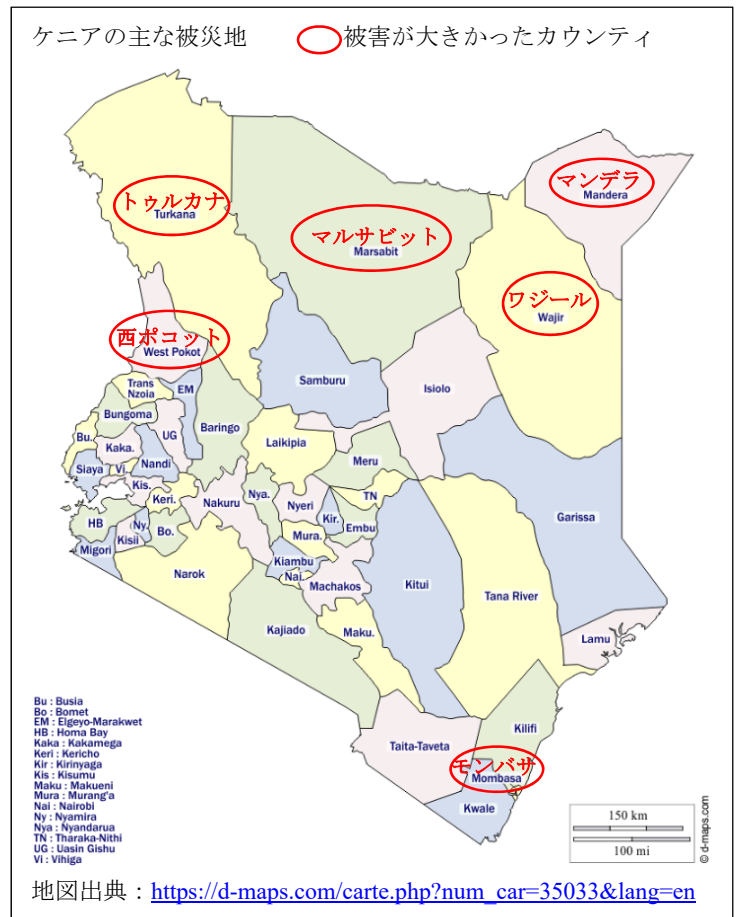 ケニアの主な被災地 被害が大きかったカウンティ
マンデラ
Mandera
トゥルカナ
Turkana
マルサビット
Marsabit
ワジール
Wajir
西ポコット
West Pokot
Samburu
Isiolo
Trans
Nzoia
EM
Bungoma
Baringo
Bu.
Kaka.
UG
Laikipia
Meru
Siaya
Vi
Nandi
Kis.
Keri.
Nakuru
Nya.
Nyeri
TN
Garissa
HB
Ny.
Kisii
Bo.
Kir.
Embu
Mura.
Migori
Kiambu
Nai.
Narok
Machakos
Kitui
Tana River
Kajiado
Maku.
Lamu
Kilifi
Taita-Taveta
モンバサ
Mombasa
Kwale
Bu : Busia
Bo : Bomet
EM : Elgeyo-Marakwet
HB : Homa Bay
Kaka : Kakamega
Keri : Kericho
Kir : Kirinyaga
Kis : Kisumu
Maku : Makueni
Mura : Murang'a
Nai : Nairobi
Ny : Nyamira
Nya : Nyandarua
TN : Tharaka-Nithi
UG : Uasin Gishu
Vi : Vihiga
150 km
100 mi
© d-maps.com
地図出典：https://d-maps.com/carte.php?num_car=35033&lang=en